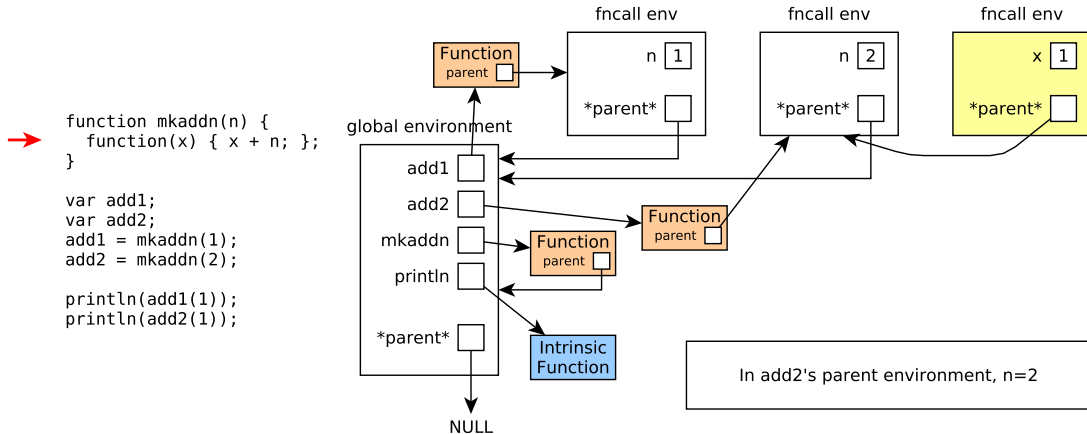 fncall env
fncall env
fncall env
Function
parent
n 1
*parent*
n 2
*parent*
x 1
*parent*
function mkaddn(n) {
  function(x) { x + n; };
}
var add1;
var add2;
add1 = mkaddn(1);
add2 = mkaddn(2);
println(add1(1));
println(add2(1));
global environment
add1
add2
mkaddn
println
*parent*
NULL
Function
parent
Function
parent
Intrinsic
Function
In add2's parent environment, n=2